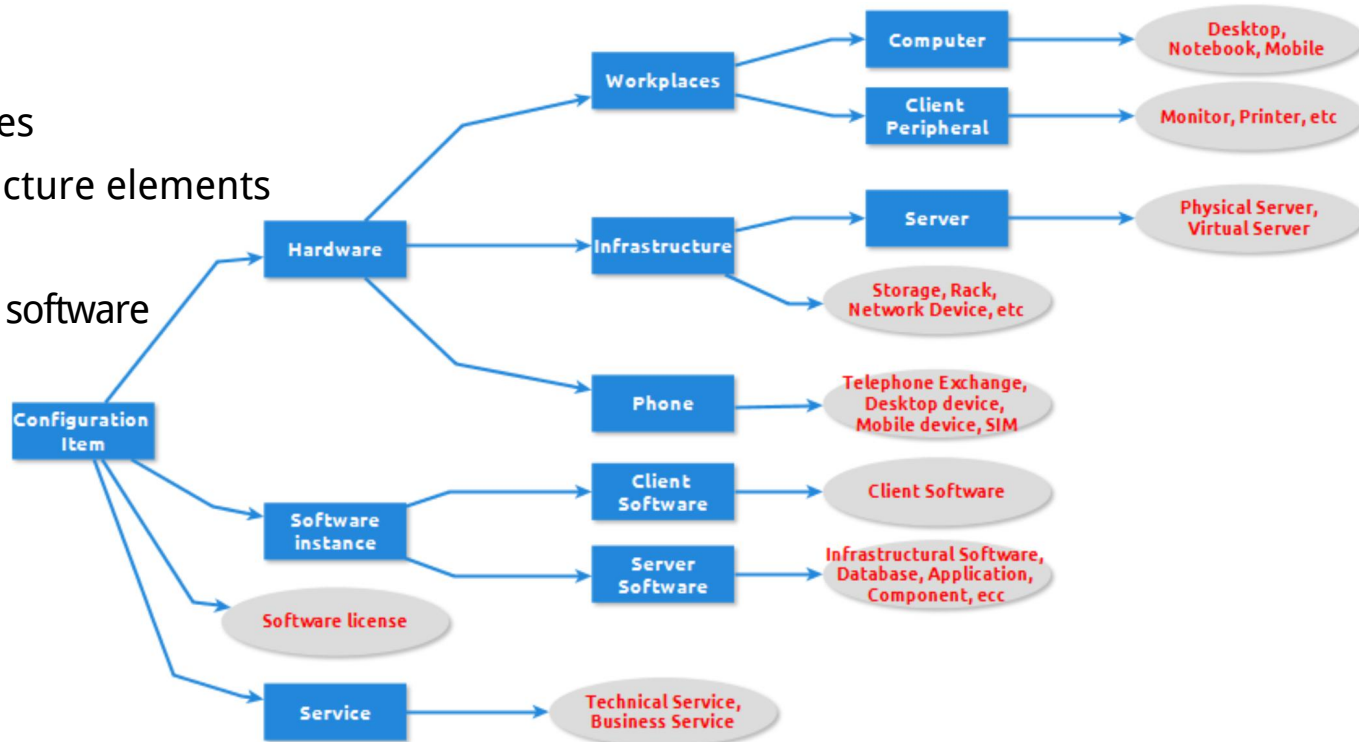 es
cture elements
software
Configuration
Item
Hardware
Workplaces
Computer
Desktop,
Notebook, Mobile
Client
Peripheral
Monitor, Printer, etc
Infrastructure
Server
Physical Server,
Virtual Server
Storage, Rack,
Network Device, etc
Phone
Telephone Exchange,
Desktop device,
Mobile device, SIM
Software
instance
Client
Software
Client Software
Server
Software
Infrastructural Software,
Database, Application,
Component, ecc
Software license
Service
Technical Service,
Business Service